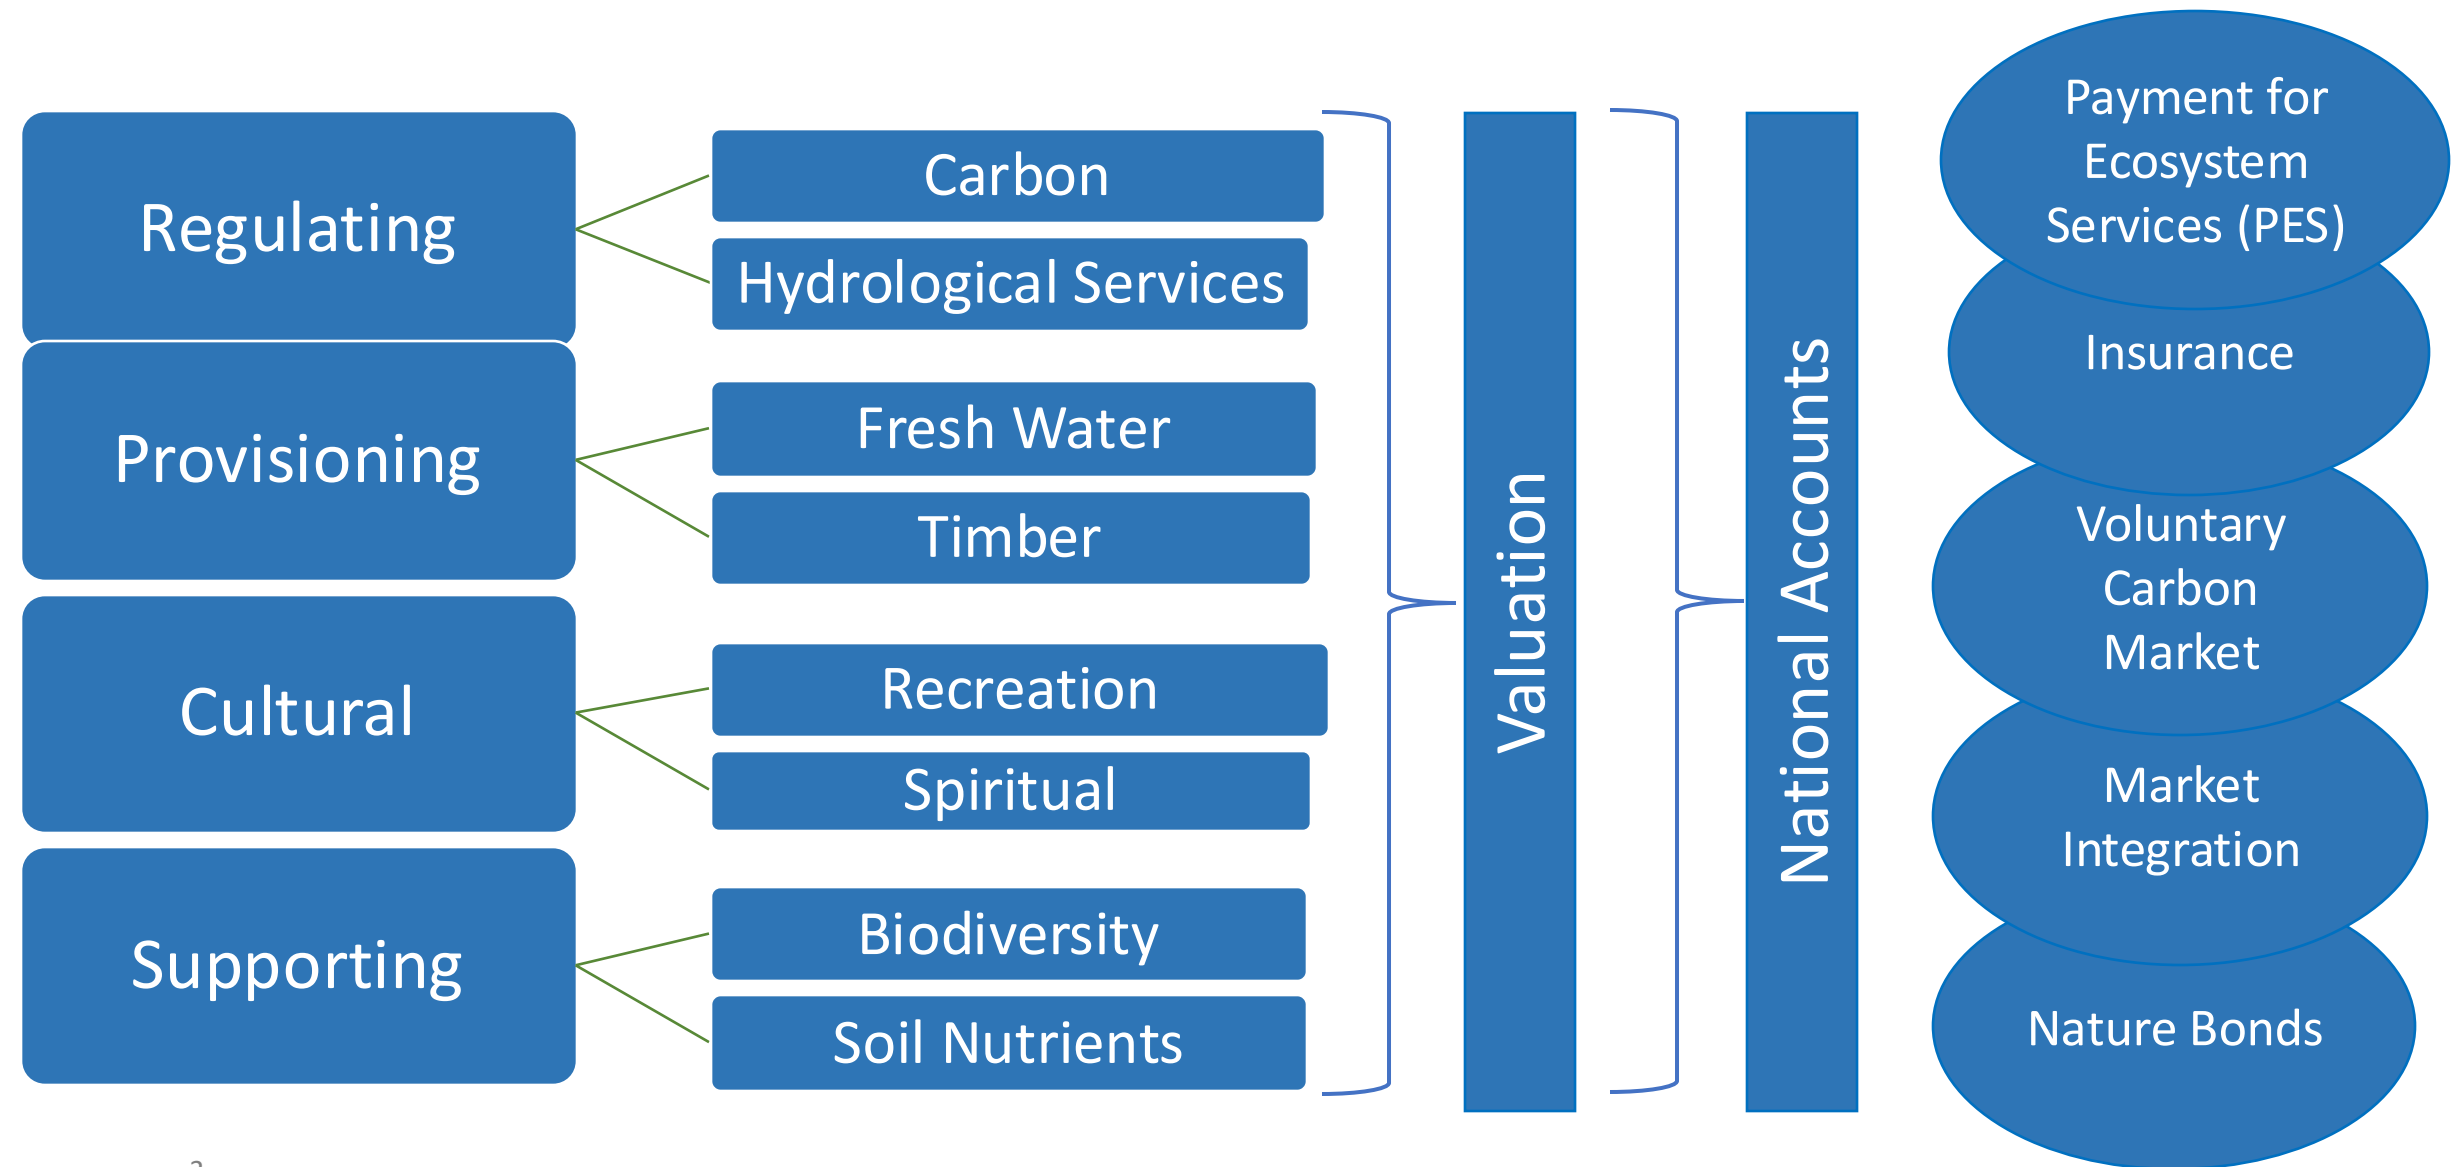 Regulating
Carbon
Hydrological Services
Provisioning
Fresh Water
Timber
Cultural
Recreation
Spiritual
Supporting
Biodiversity
Soil Nutrients
Valuation
National Accounts
Payment for
Ecosystem
Services (PES)
Insurance
Voluntary
Carbon
Market
Market
Integration
Nature Bonds